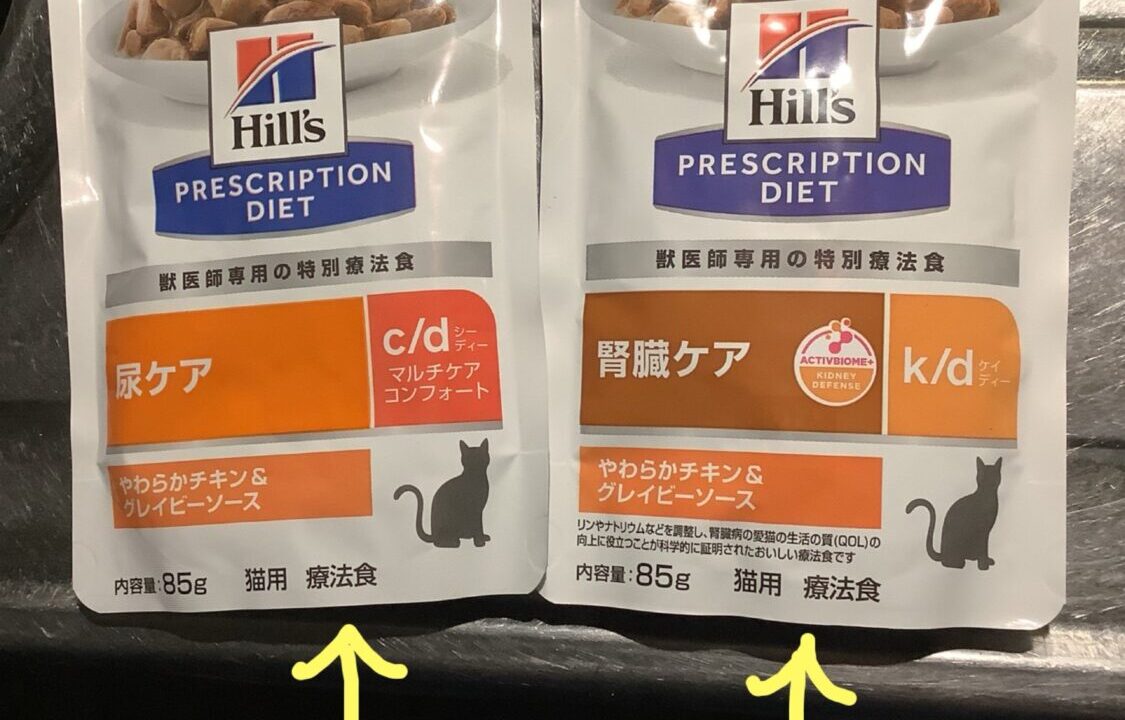 Hill's
PRESCRIPTION
DIET
獣医師専用の特別療法食
尿ケア
c/d シーディー
マルチケア
コンフォート
やわらかチキン&
グレイビーソース
内容量:85g 猫用 療法食
Hill's
PRESCRIPTION
DIET
獣医師専用の特別療法食
腎臓ケア
ACTIVBIOME+
KIDNEY
DEFENSE
k/d ケイディー
やわらかチキン&
グレイビーソース
リンやナトリウムなどを調整し、腎臓病の愛猫の生活の質(QOL)の
向上に役立つことが科学的に証明されたおいしい療法食です
内容量:85g 猫用 療法食